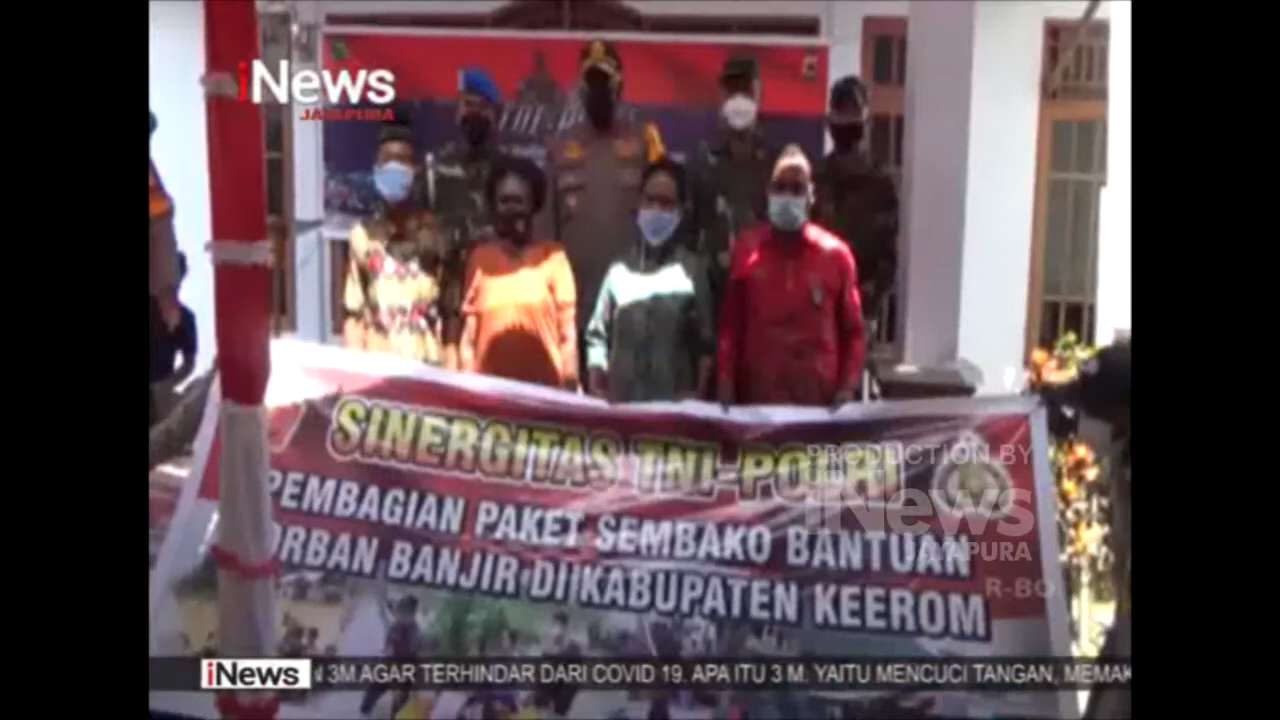 iNews
JAYAPURA
SINERGITAS TNI-POLRI
PEMBAGIAN PAKET SEMBAKO BANTUAN
ORBAN BANJIR DI KABUPATEN KEEROM
PRODUCTION BY
iNews
JAYAPURA
R-BO
iNews
N 3M.AGAR TERHINDAR DARI COVID 19. APA ITU 3 M. YAITU MENCUCI TANGAN, MEMAK